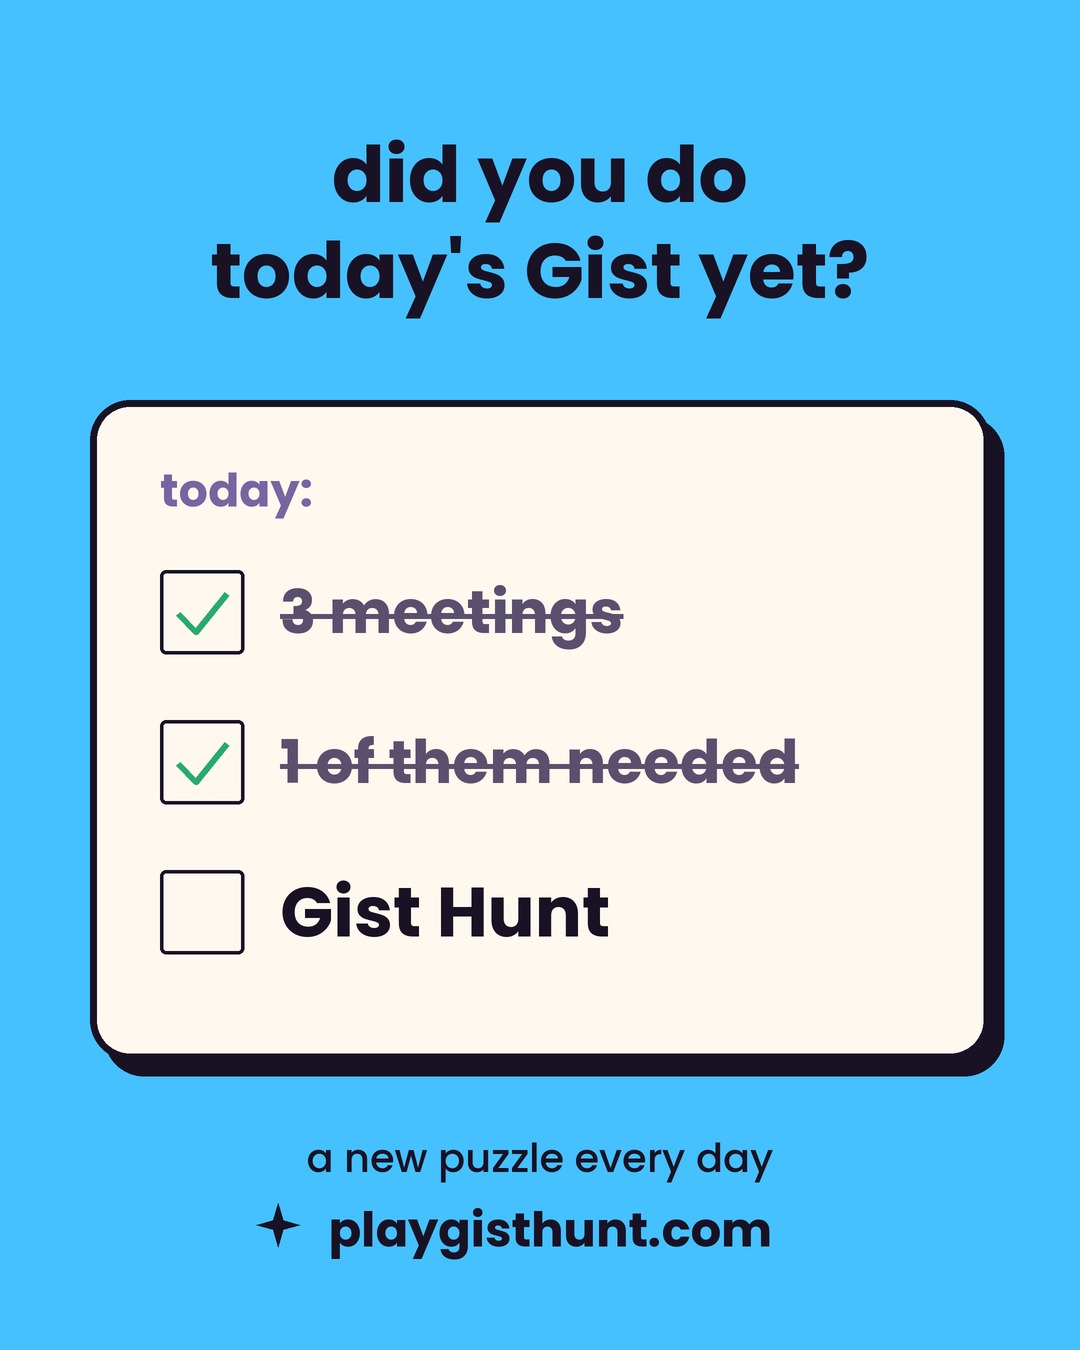 did you do
today's Gist yet?
today:
3 meetings
1 of them needed
Gist Hunt
a new puzzle every day
playgisthunt.com